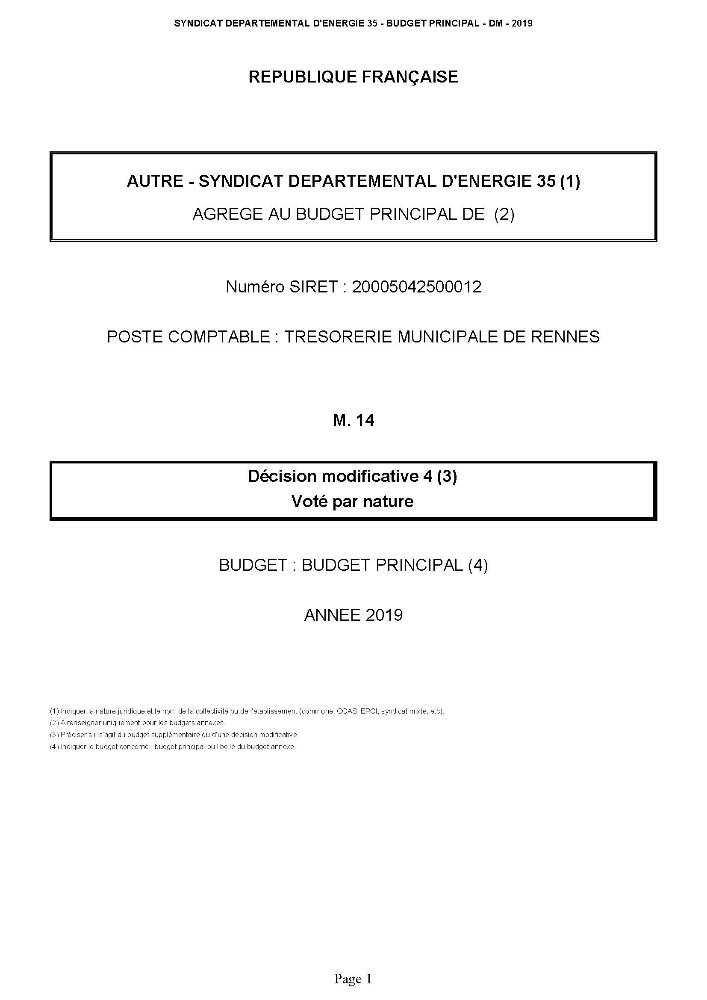 SYNDICAT DEPARTEMENTAL D'ENERGIE 35 - BUDGET PRINCIPAL - DM - 2019
REPUBLIQUE FRANÇAISE
AUTRE - SYNDICAT DEPARTEMENTAL D'ENERGIE 35 (1)
AGREGE AU BUDGET PRINCIPAL DE (2)
Numéro SIRET : 20005042500012
POSTE COMPTABLE : TRESORERIE MUNICIPALE DE RENNES
M. 14
Décision modificative 4 (3)
Voté par nature
BUDGET : BUDGET PRINCIPAL (4)
ANNEE 2019
(1) Indiquer la nature juridique et le nom de la collectivité ou de l'établissement (commune, CCAS, EPCI, syndicat mixte, etc).
(2) A renseigner uniquement pour les budgets annexes.
(3) Préciser s'il s'agit du budget supplémentaire ou d'une décision modificative.
(4) Indiquer le budget concerné : budget principal ou libellé du budget annexe.
Page 1